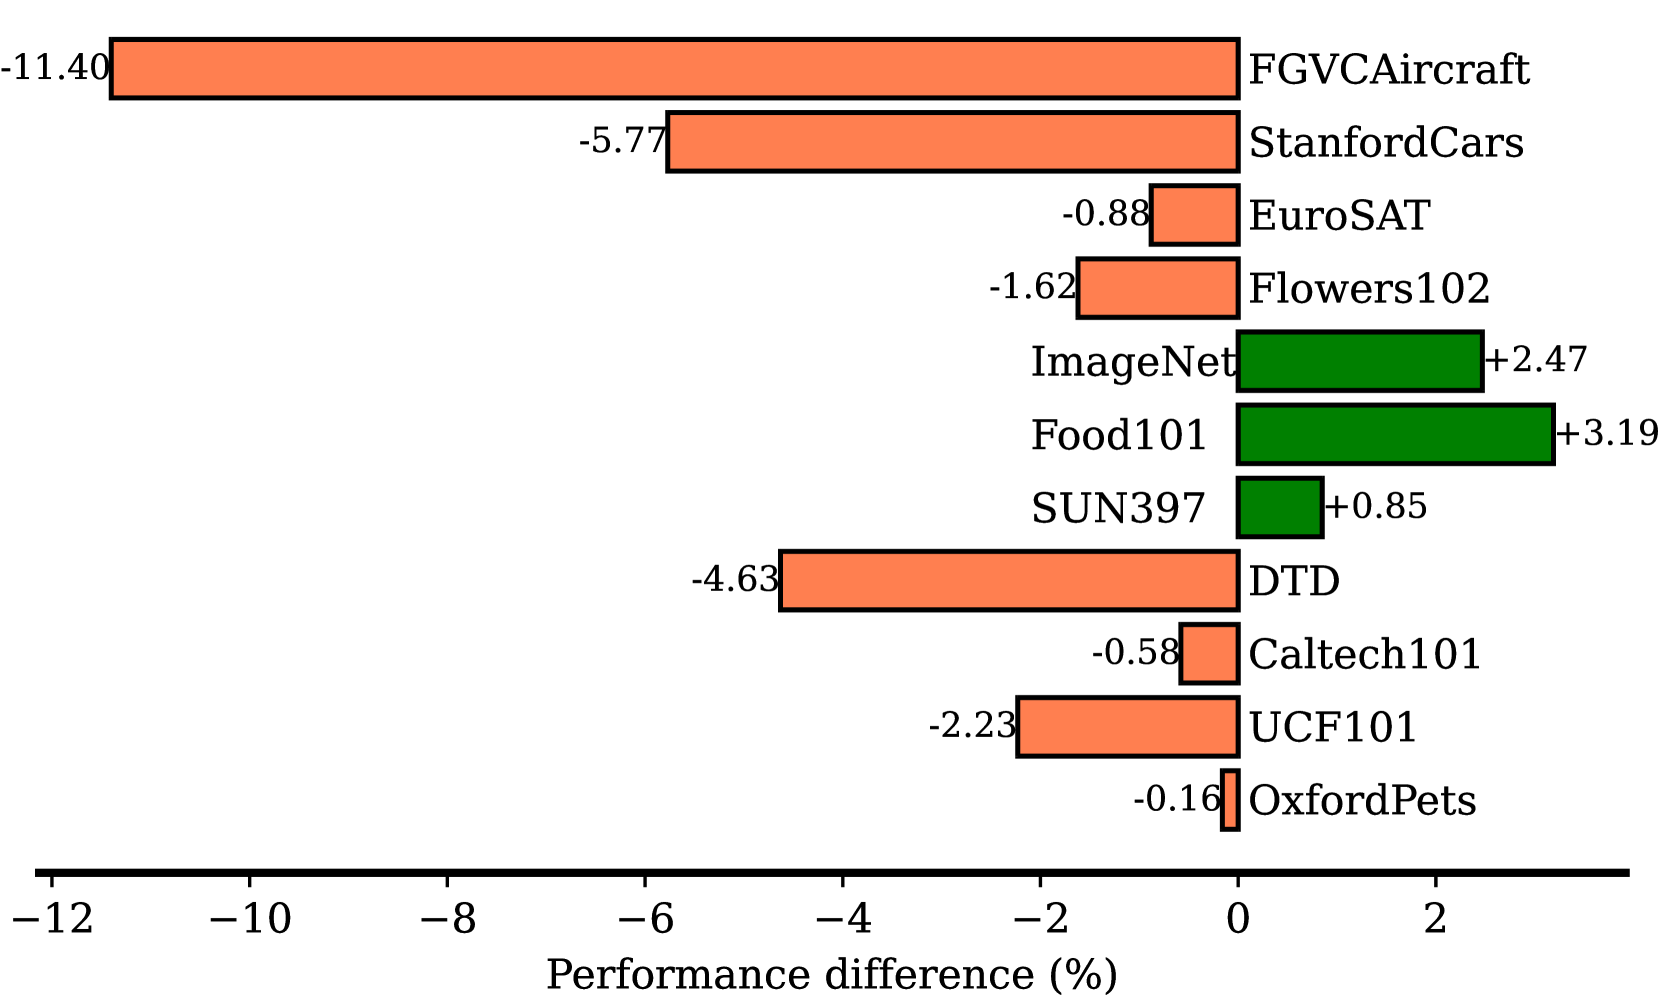 -11.40 FGVCAircraft
-5.77 StanfordCars
-0.88 EuroSAT
-1.62 Flowers102
ImageNet +2.47
Food101 +3.19
SUN397 +0.85
-4.63 DTD
-0.58 Caltech101
-2.23 UCF101
-0.16 OxfordPets
−12 −10 −8 −6 −4 −2 0 2
Performance difference (%)